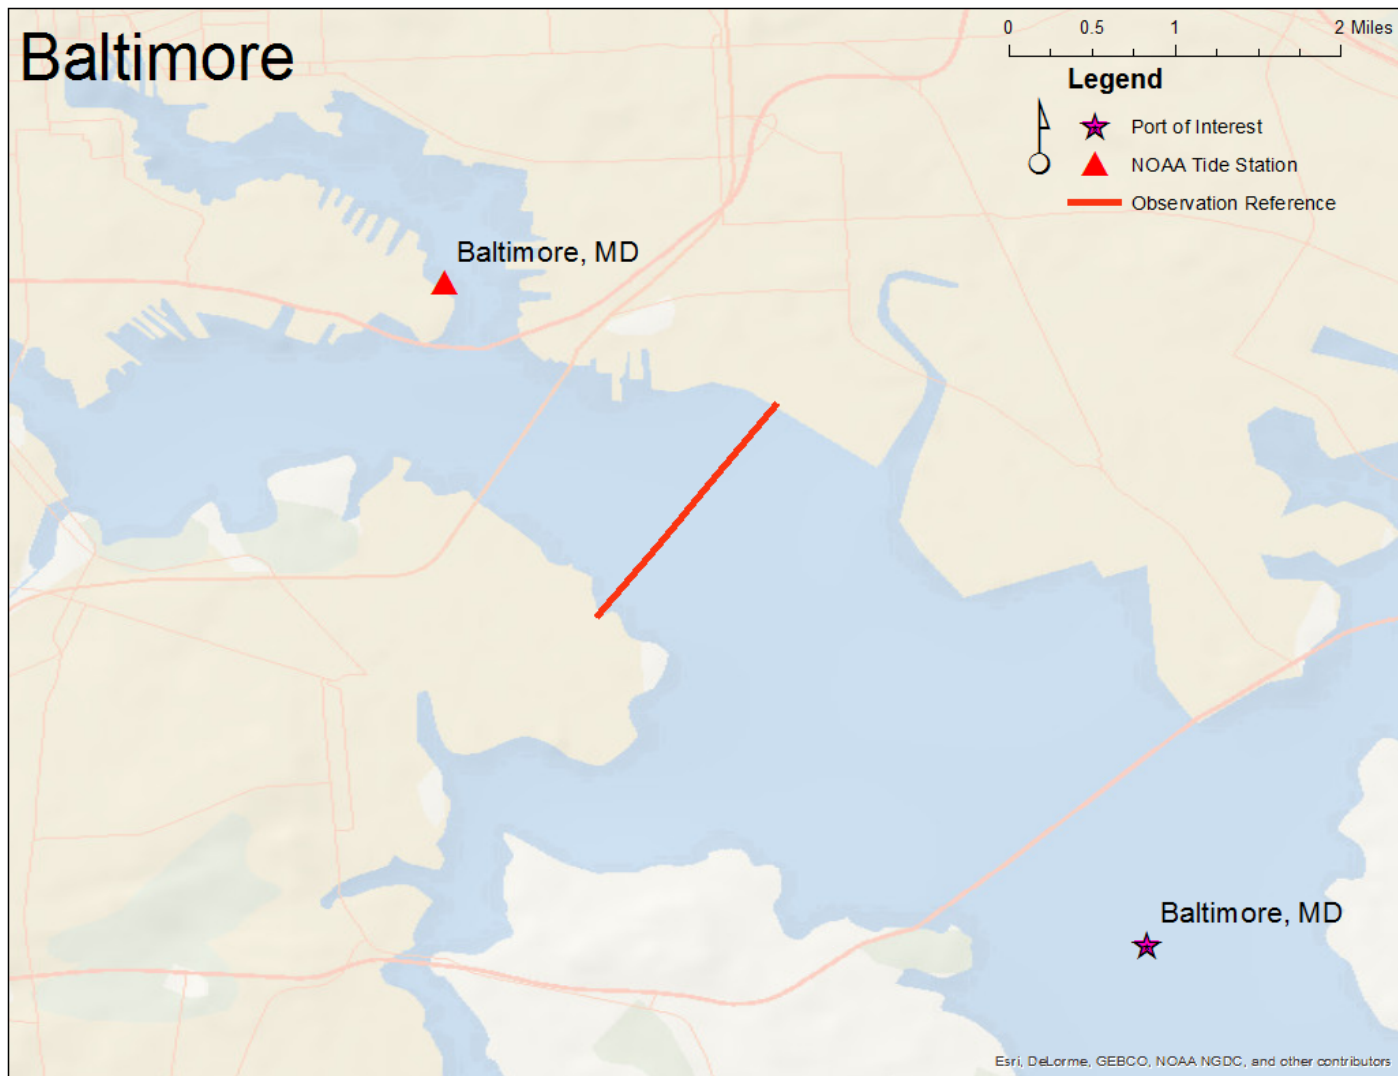 Baltimore
0 0.5 1 2 Miles
Legend
Port of Interest
NOAA Tide Station
Observation Reference
Baltimore, MD
Baltimore, MD
Esri, DeLorme, GEBCO, NOAA NGDC, and other contributors